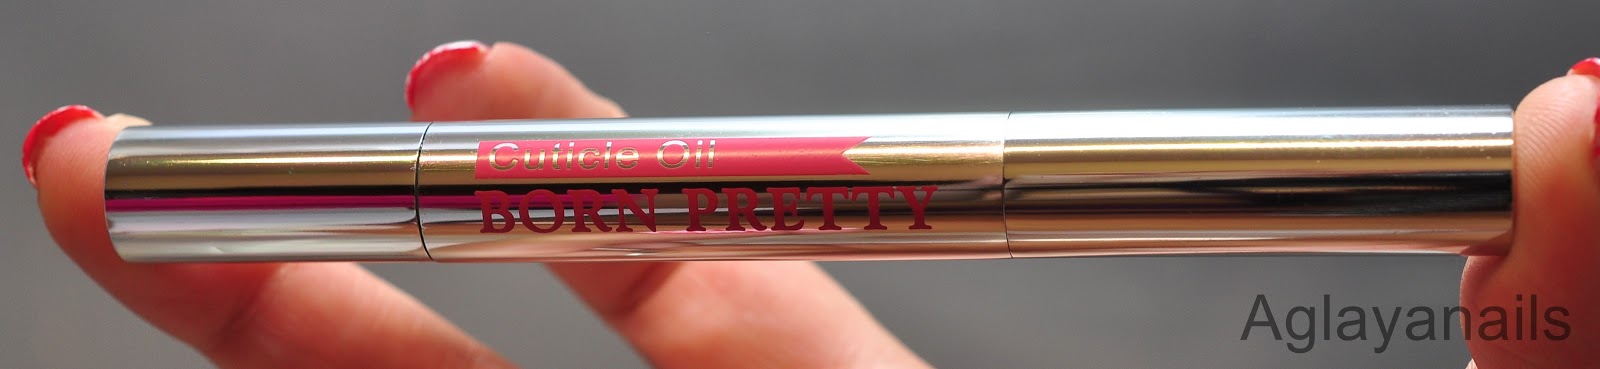 Cuticle Oil
BORN PRETTY
Aglayanails